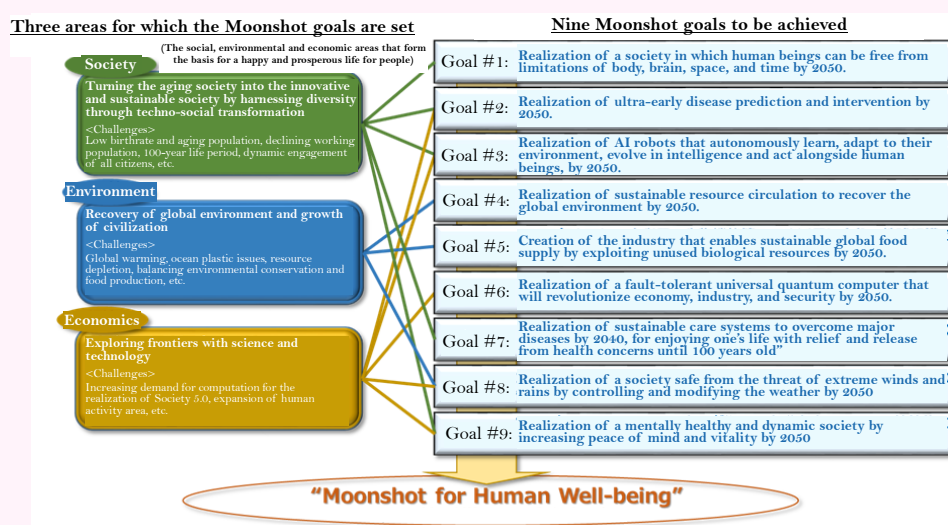 Three areas for which the Moonshot goals are set
(The social, environmental and economic areas that form
the basis for a happy and prosperous life for people)
Society
Turning the aging society into the innovative
and sustainable society by harnessing diversity
through techno-social transformation
<Challenges>
Low birthrate and aging population, declining working
population, 100-year life period, dynamic engagement
of all citizens, etc.
Environment
Recovery of global environment and growth
of civilization
<Challenges>
Global warming, ocean plastic issues, resource
depletion, balancing environmental conservation and
food production, etc.
Economics
Exploring frontiers with science and
technology
<Challenges>
Increasing demand for computation for the
realization of Society 5.0, expansion of human
activity area, etc.
Nine Moonshot goals to be achieved
Goal #1:
Realization of a society in which human beings can be free from
limitations of body, brain, space, and time by 2050.
Goal #2:
Realization of ultra-early disease prediction and intervention by
2050.
Goal #3:
Realization of AI robots that autonomously learn, adapt to their
environment, evolve in intelligence and act alongside human
beings, by 2050.
Goal #4:
Realization of sustainable resource circulation to recover the
global environment by 2050.
Goal #5:
Creation of the industry that enables sustainable global food
supply by exploiting unused biological resources by 2050.
Goal #6:
Realization of a fault-tolerant universal quantum computer that
will revolutionize economy, industry, and security by 2050.
Goal #7:
Realization of sustainable care systems to overcome major
diseases by 2040, for enjoying one's life with relief and release
from health concerns until 100 years old"
Goal #8:
Realization of a society safe from the threat of extreme winds and
rains by controlling and modifying the weather by 2050
Goal #9:
Realization of a mentally healthy and dynamic society by
increasing peace of mind and vitality by 2050
"Moonshot for Human Well-being"